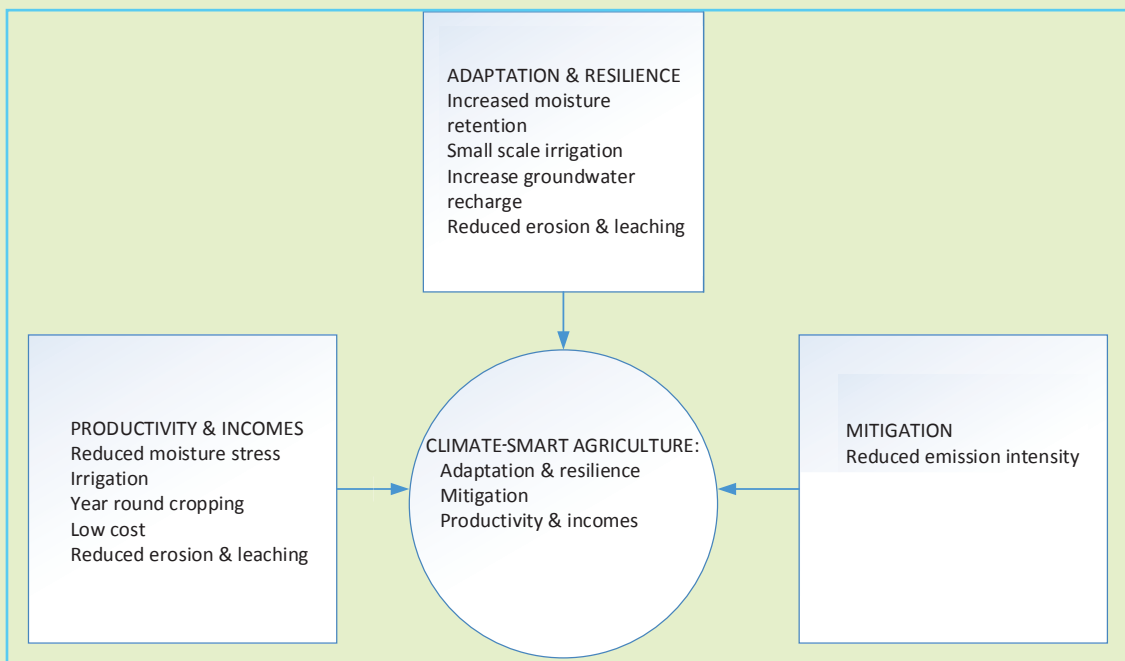 ADAPTATION & RESILIENCE
Increased moisture
retention
Small scale irrigation
Increase groundwater
recharge
Reduced erosion & leaching
PRODUCTIVITY & INCOMES
Reduced moisture stress
Irrigation
Year round cropping
Low cost
Reduced erosion & leaching
CLIMATE-SMART AGRICULTURE:
Adaptation & resilience
Mitigation
Productivity & incomes
MITIGATION
Reduced emission intensity